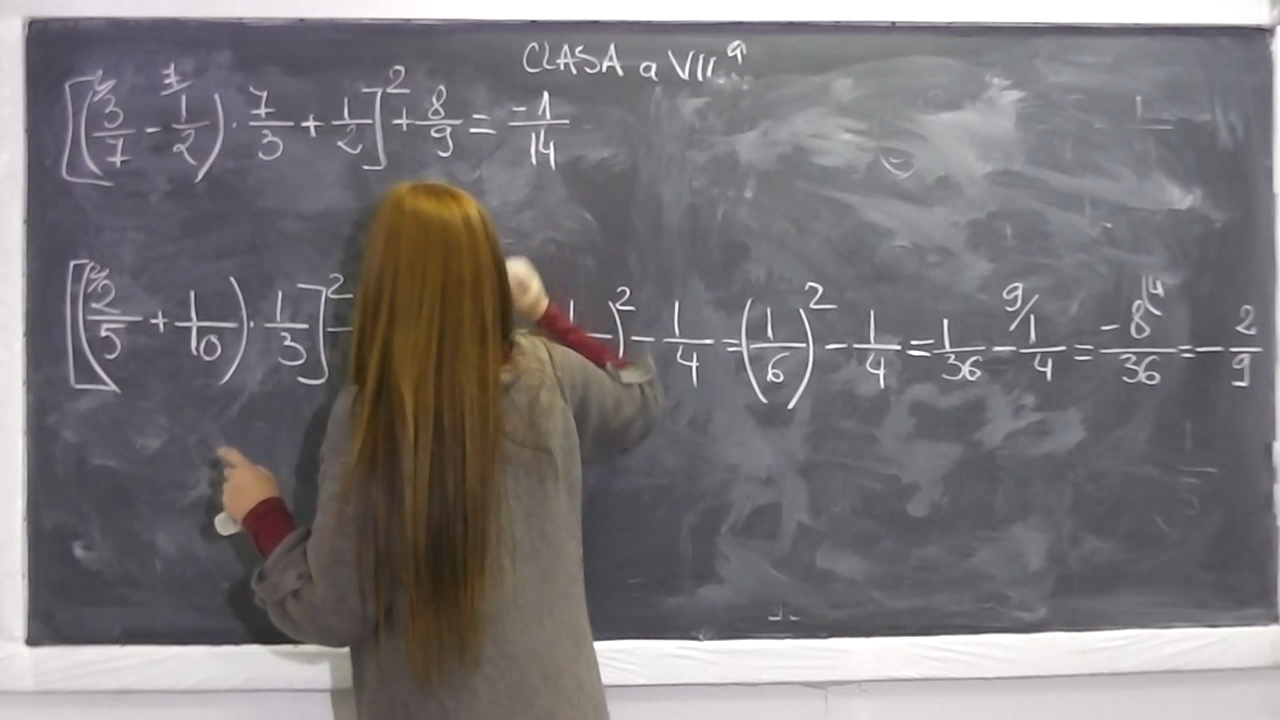 CLASA a VII a
[(3/7 - 1/2) · 7/3 + 1/2]² + 8/9 = -1/14
[(2/5 + 1/10) · 1/3]² - 1/4 = (1/6)² - 1/4 = 1/36 - 9/1/4 = -8/36 = - 2/9